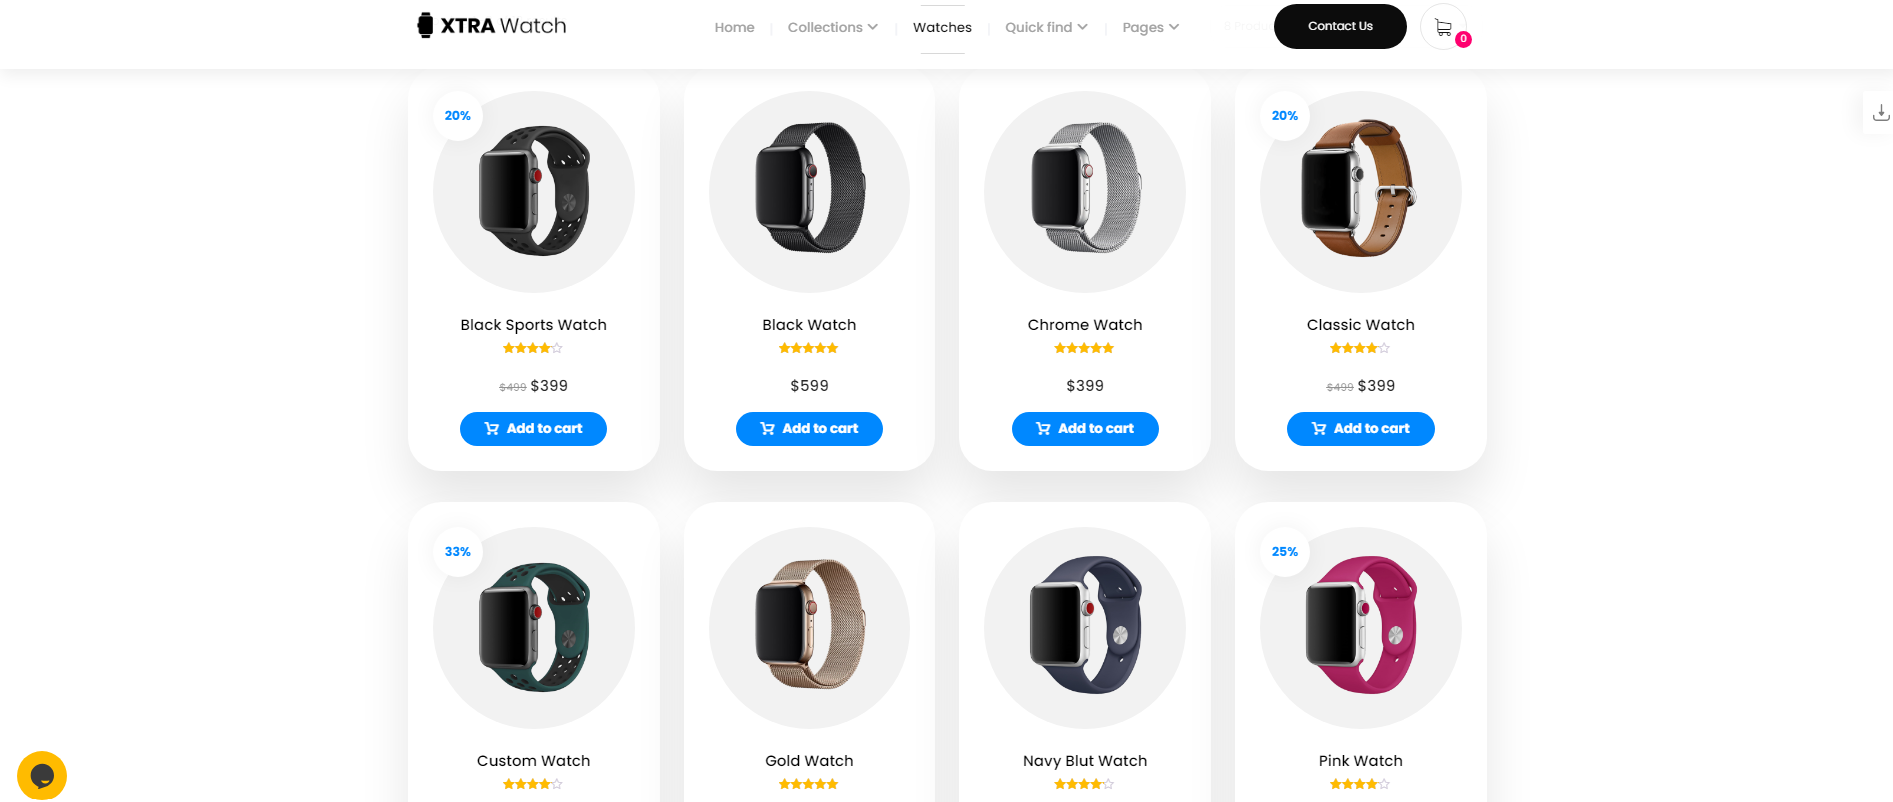 XTRA Watch
Home
Collections
Watches
Quick find
Pages
Contact Us
0
20%
20%
Black Sports Watch
Black Watch
Chrome Watch
Classic Watch
$499 $399
$599
$399
$499 $399
Add to cart
Add to cart
Add to cart
Add to cart
33%
25%
Custom Watch
Gold Watch
Navy Blut Watch
Pink Watch